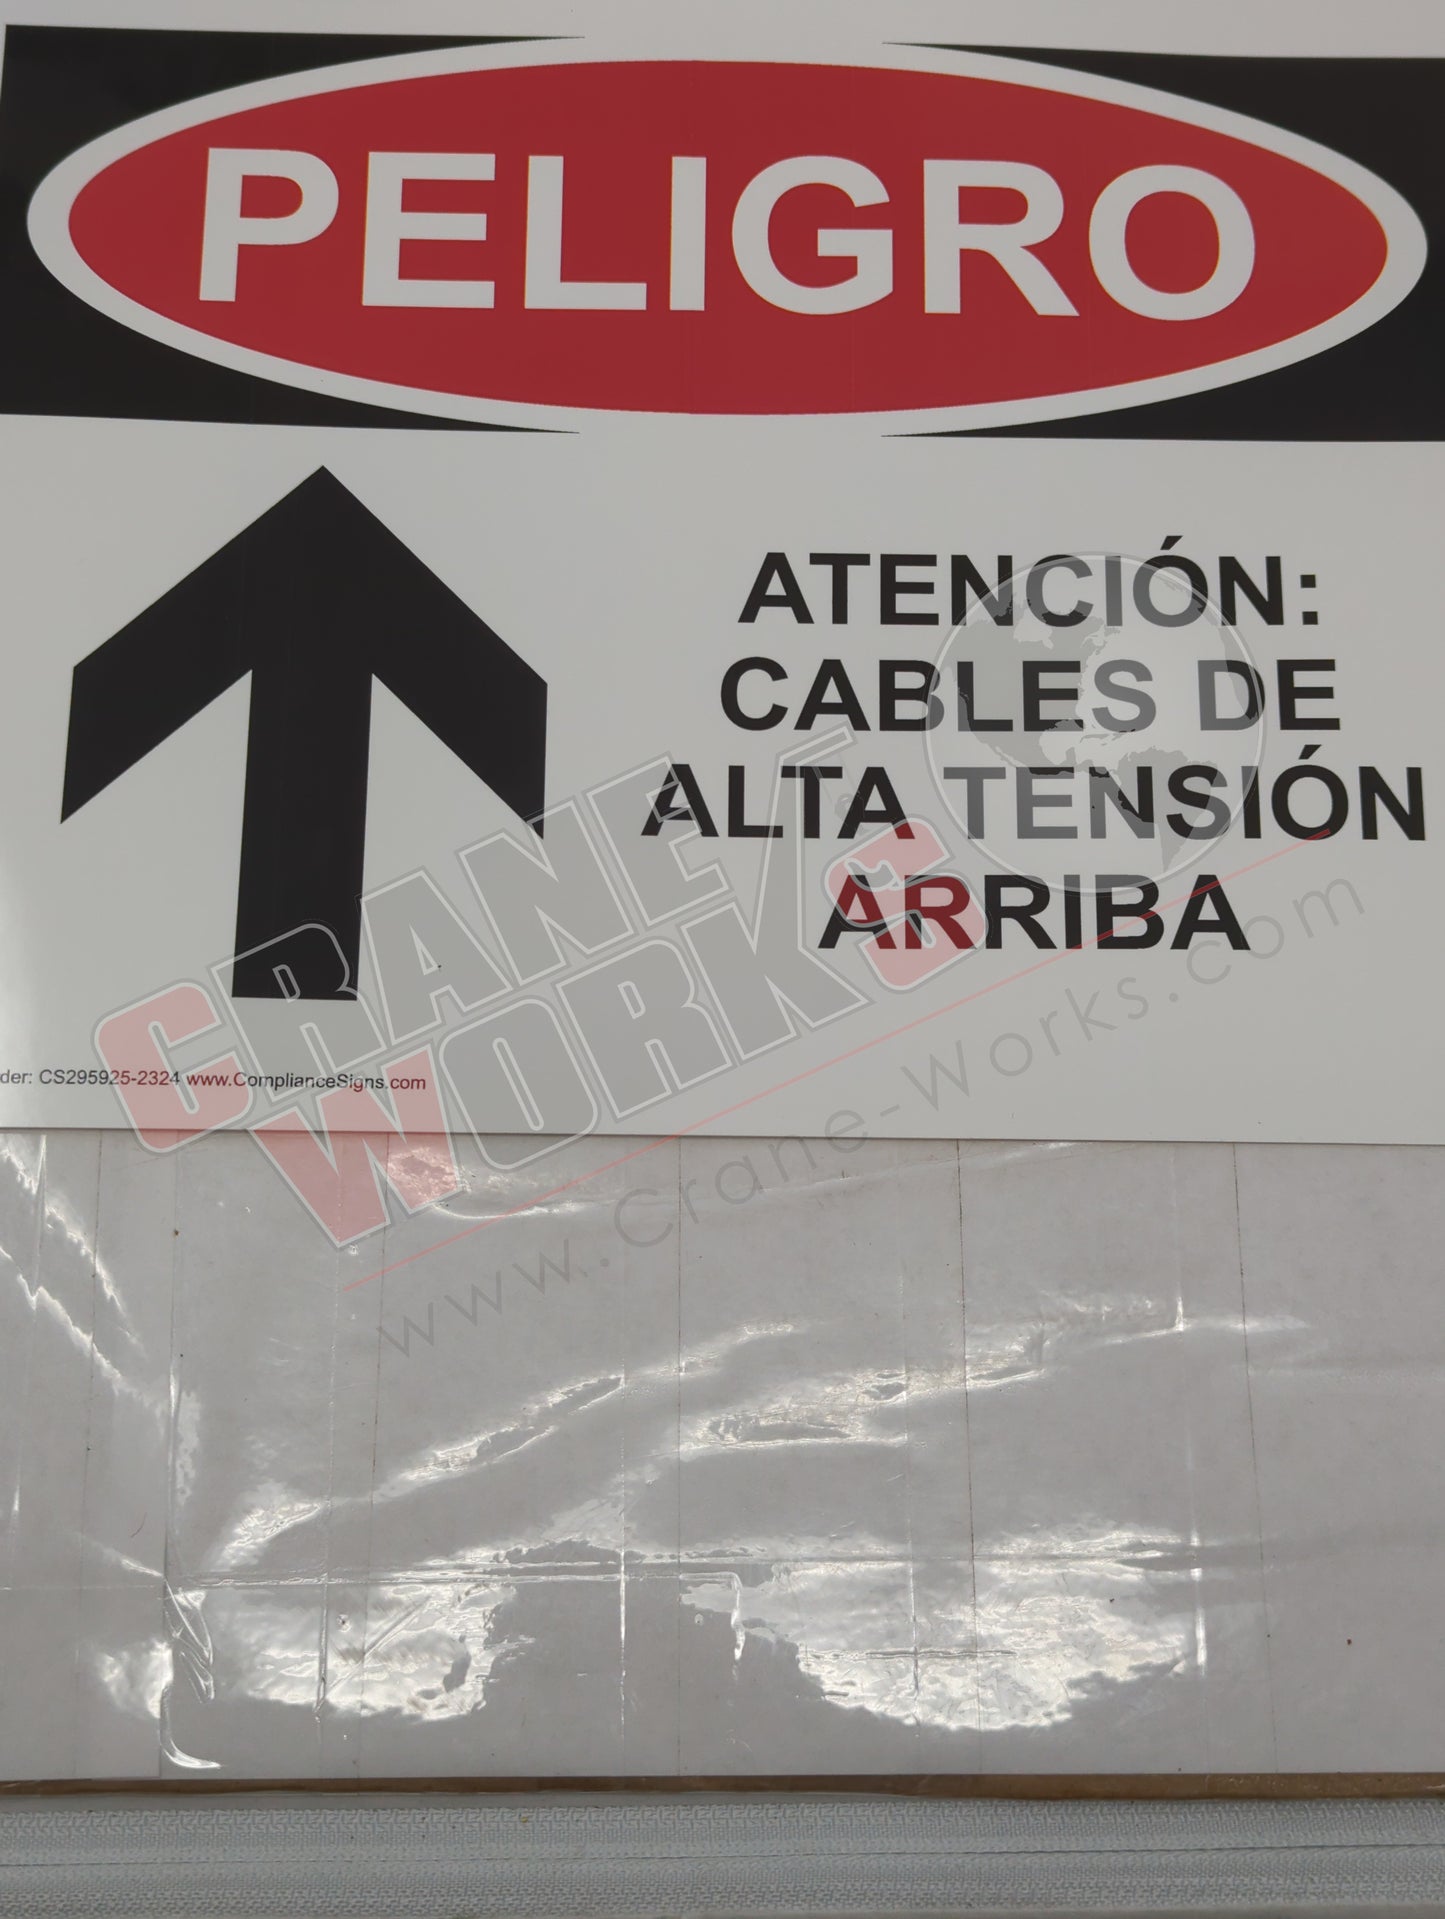 PELIGRO
ATENCIÓN:
CABLES DE
ALTA TENSIÓN
ARRIBA
der: CS295925-2324 www.ComplianceSigns.com
CRANE
WORKS
www.Crane-Works.com